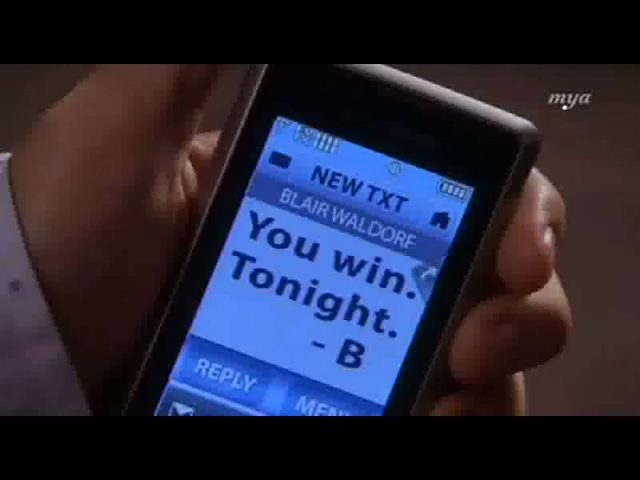 mya
NEW TXT
BLAIR WALDORF
You win.
Tonight.
- B
REPLY
MENU